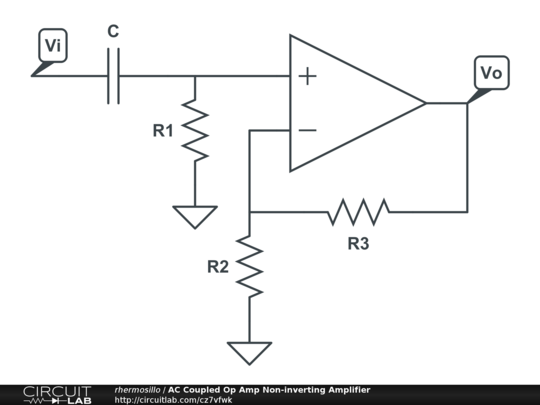 Vi
C
Vo
+
R1
−
R3
R2
CIRCUIT LAB
rhermosillo / AC Coupled Op Amp Non-inverting Amplifier
http://circuitlab.com/cz7vfwk